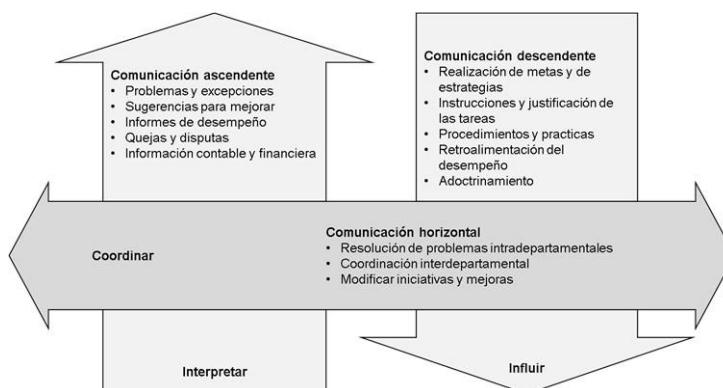 Comunicación ascendente
• Problemas y excepciones
• Sugerencias para mejorar
• Informes de desempeño
• Quejas y disputas
• Información contable y financiera
Comunicación descendente
• Realización de metas y de
estrategias
• Instrucciones y justificación de
las tareas
• Procedimientos y practicas
• Retroalimentación del
desempeño
• Adoctrinamiento
Coordinar
Comunicación horizontal
• Resolución de problemas intradepartamentales
• Coordinación interdepartamental
• Modificar iniciativas y mejoras
Interpretar
Influir